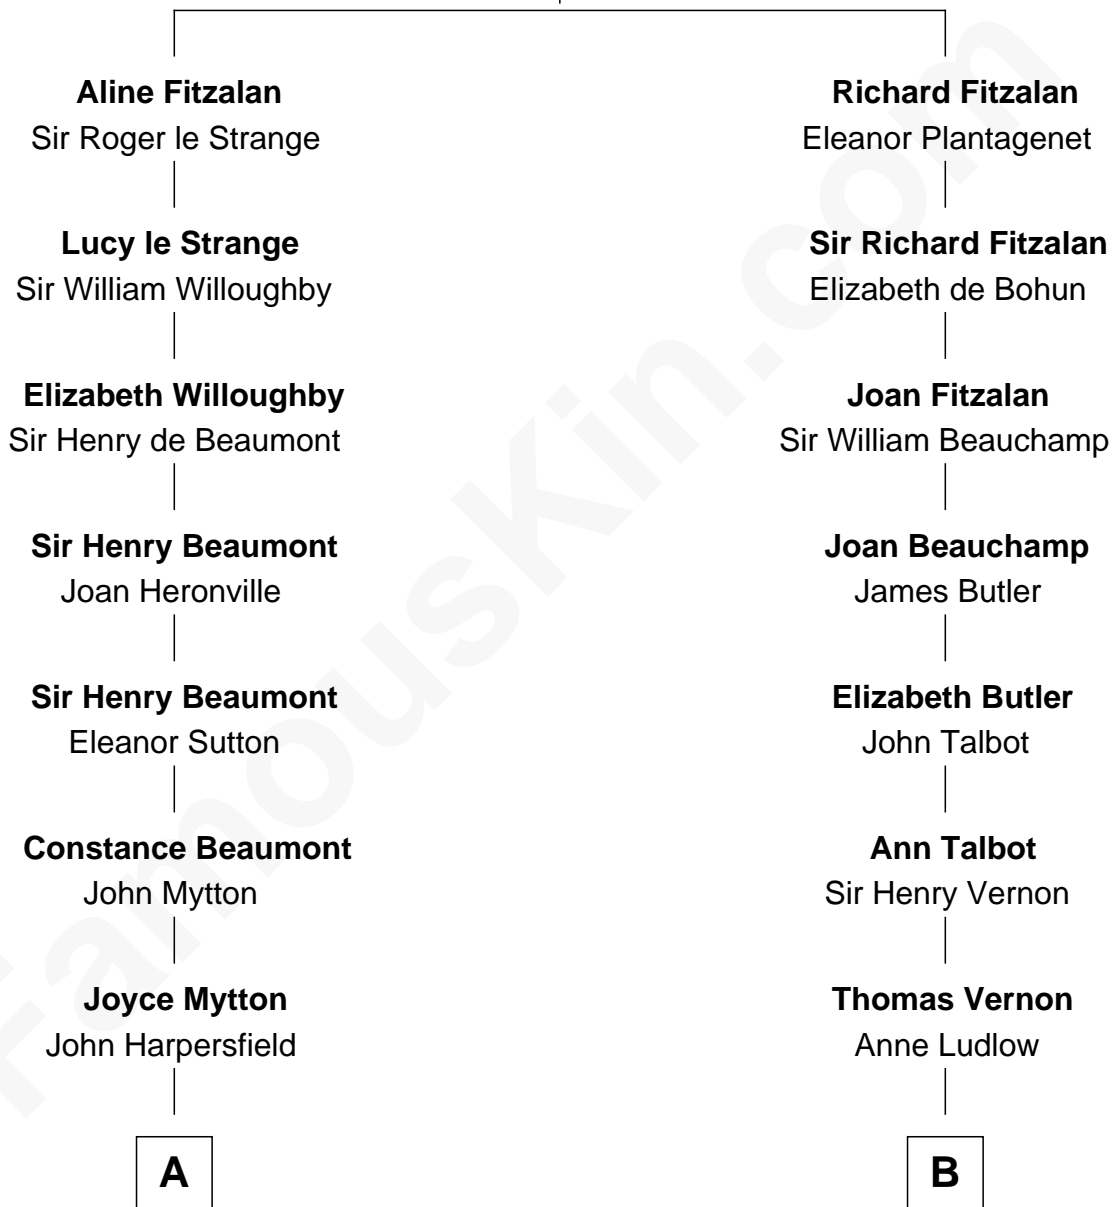 Aline Fitzalan
Sir Roger le Strange
Lucy le Strange
Sir William Willoughby
Elizabeth Willoughby
Sir Henry de Beaumont
Sir Henry Beaumont
Joan Heronville
Sir Henry Beaumont
Eleanor Sutton
Constance Beaumont
John Mytton
Joyce Mytton
John Harpersfield
A
Richard Fitzalan
Eleanor Plantagenet
Sir Richard Fitzalan
Elizabeth de Bohun
Joan Fitzalan
Sir William Beauchamp
Joan Beauchamp
James Butler
Elizabeth Butler
John Talbot
Ann Talbot
Sir Henry Vernon
Thomas Vernon
Anne Ludlow
B
FamousKin.com